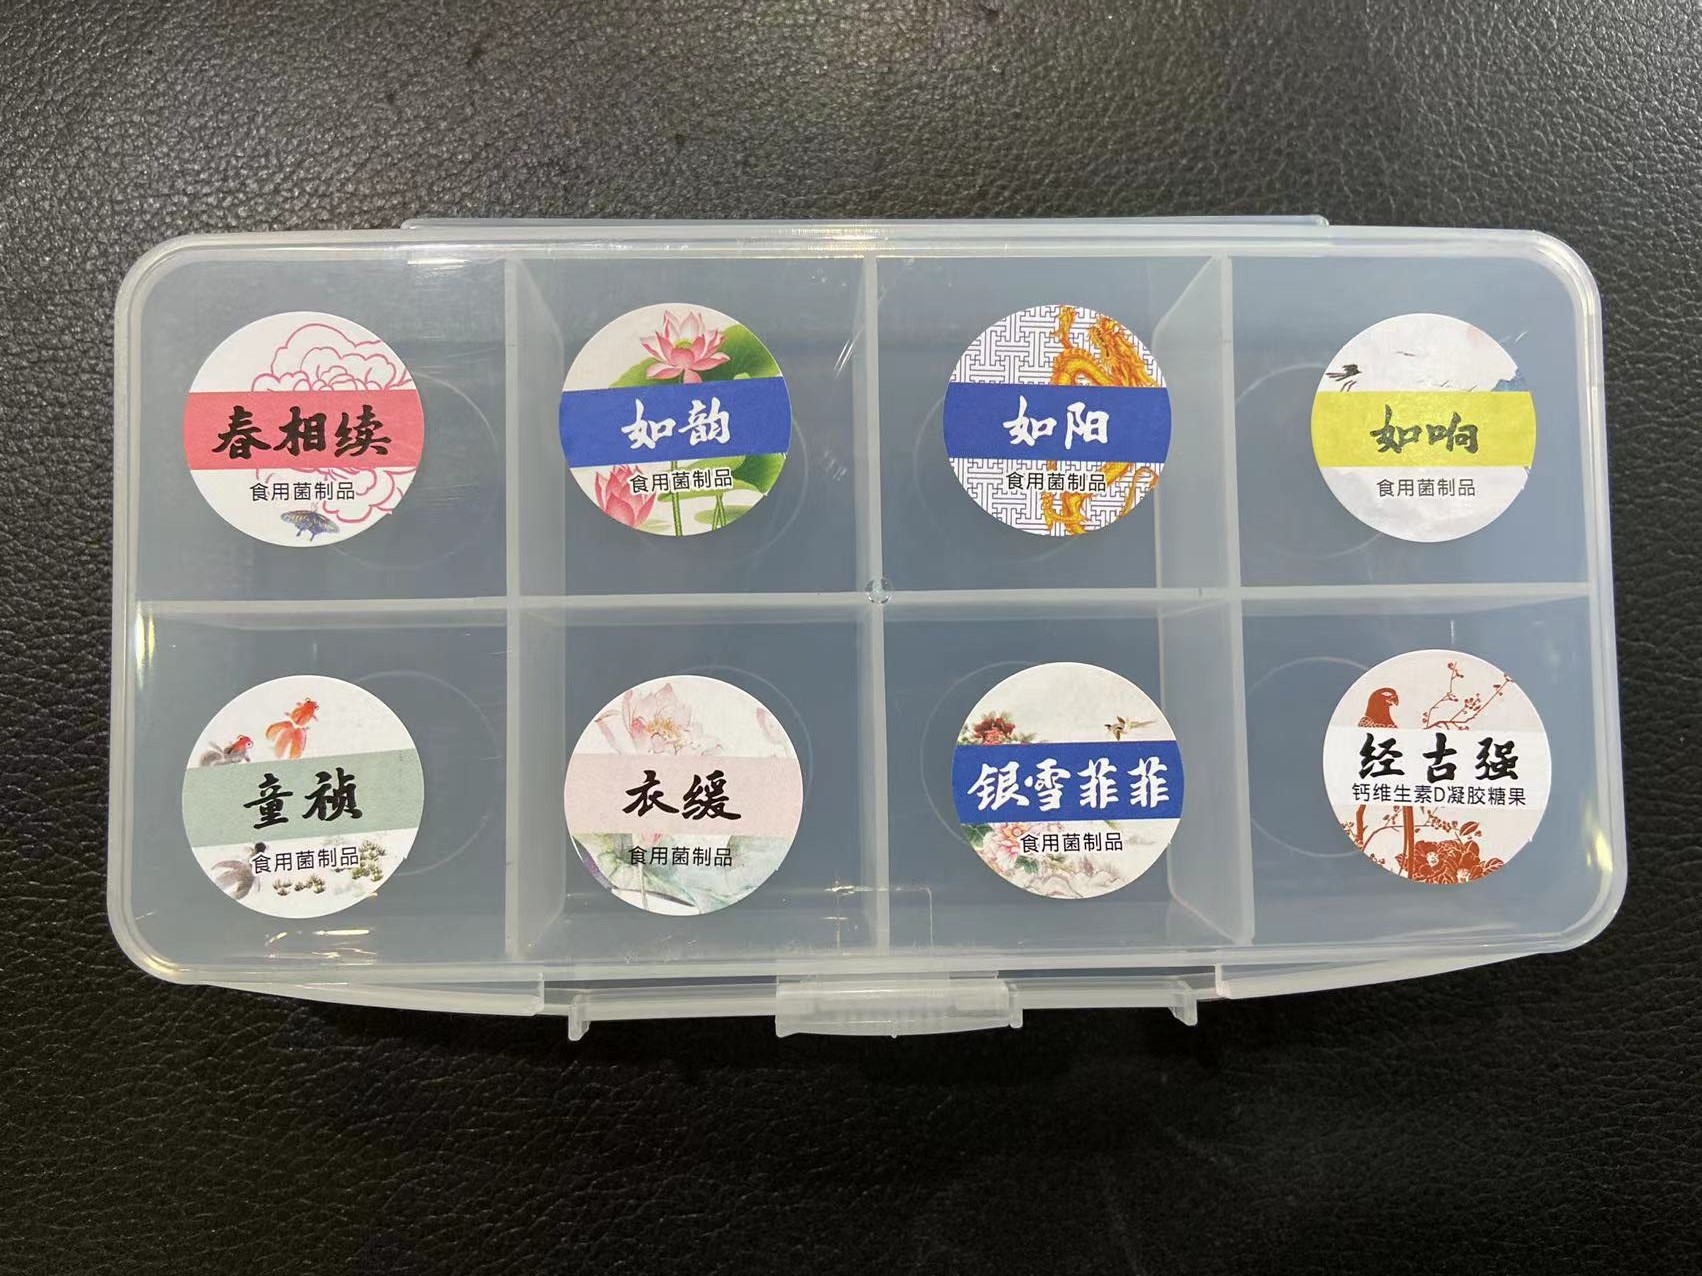 春相续
食用菌制品
如韵
食用菌制品
如阳
食用菌制品
如响
食用菌制品
童祯
食用菌制品
衣缓
食用菌制品
银雪菲菲
食用菌制品
经古强
钙维生素D凝胶糖果